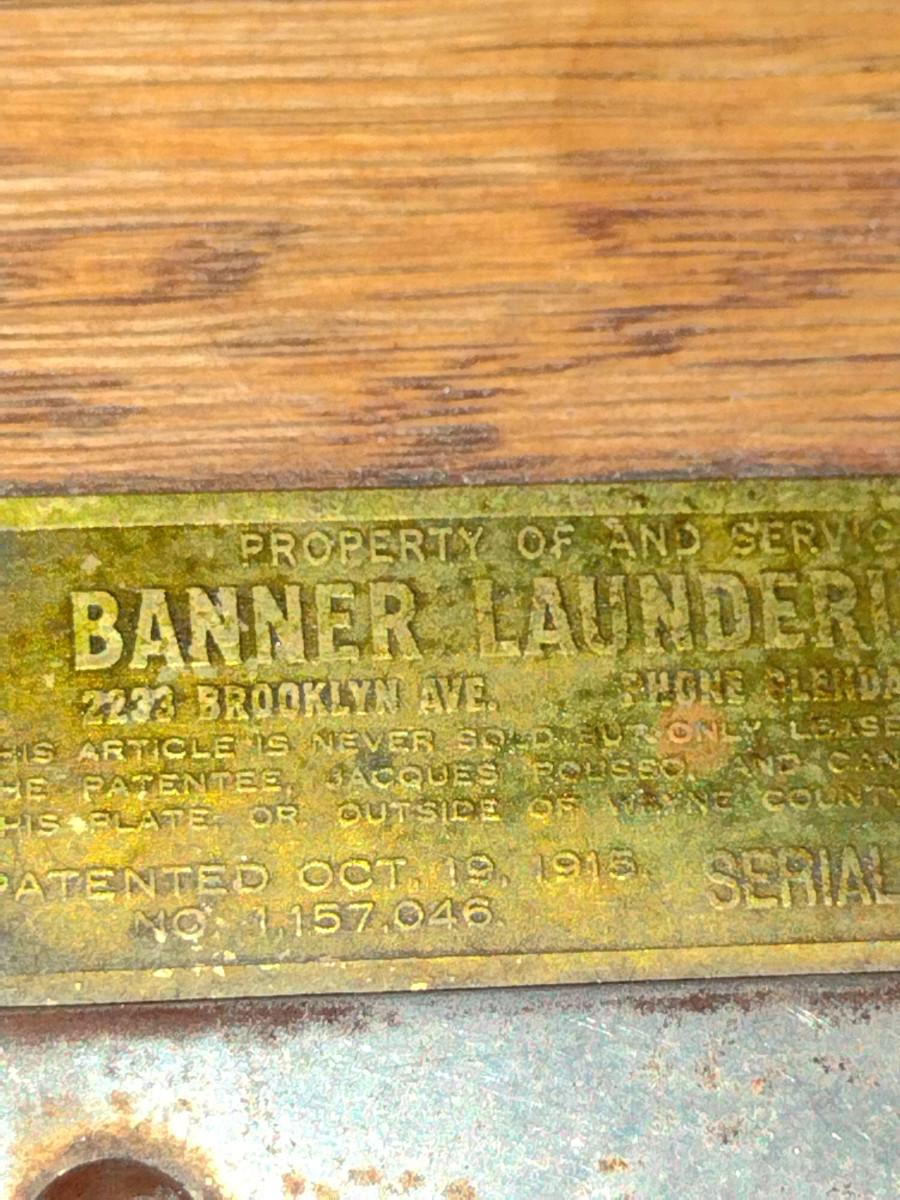 PROPERTY OF AND SERVIC
BANNER LAUNDERI
2233 BROOKLYN AVE. PHONE GLENDA
HIS ARTICLE IS NEVER SOLD BUT ONLY LEASE
HE PATENTEE, JACQUES ROUSSO, AND CAN
HIS PLATE OR OUTSIDE OF WAYNE COUNTY
PATENTED OCT. 19, 1915. SERIAL
NO. 1,157,046